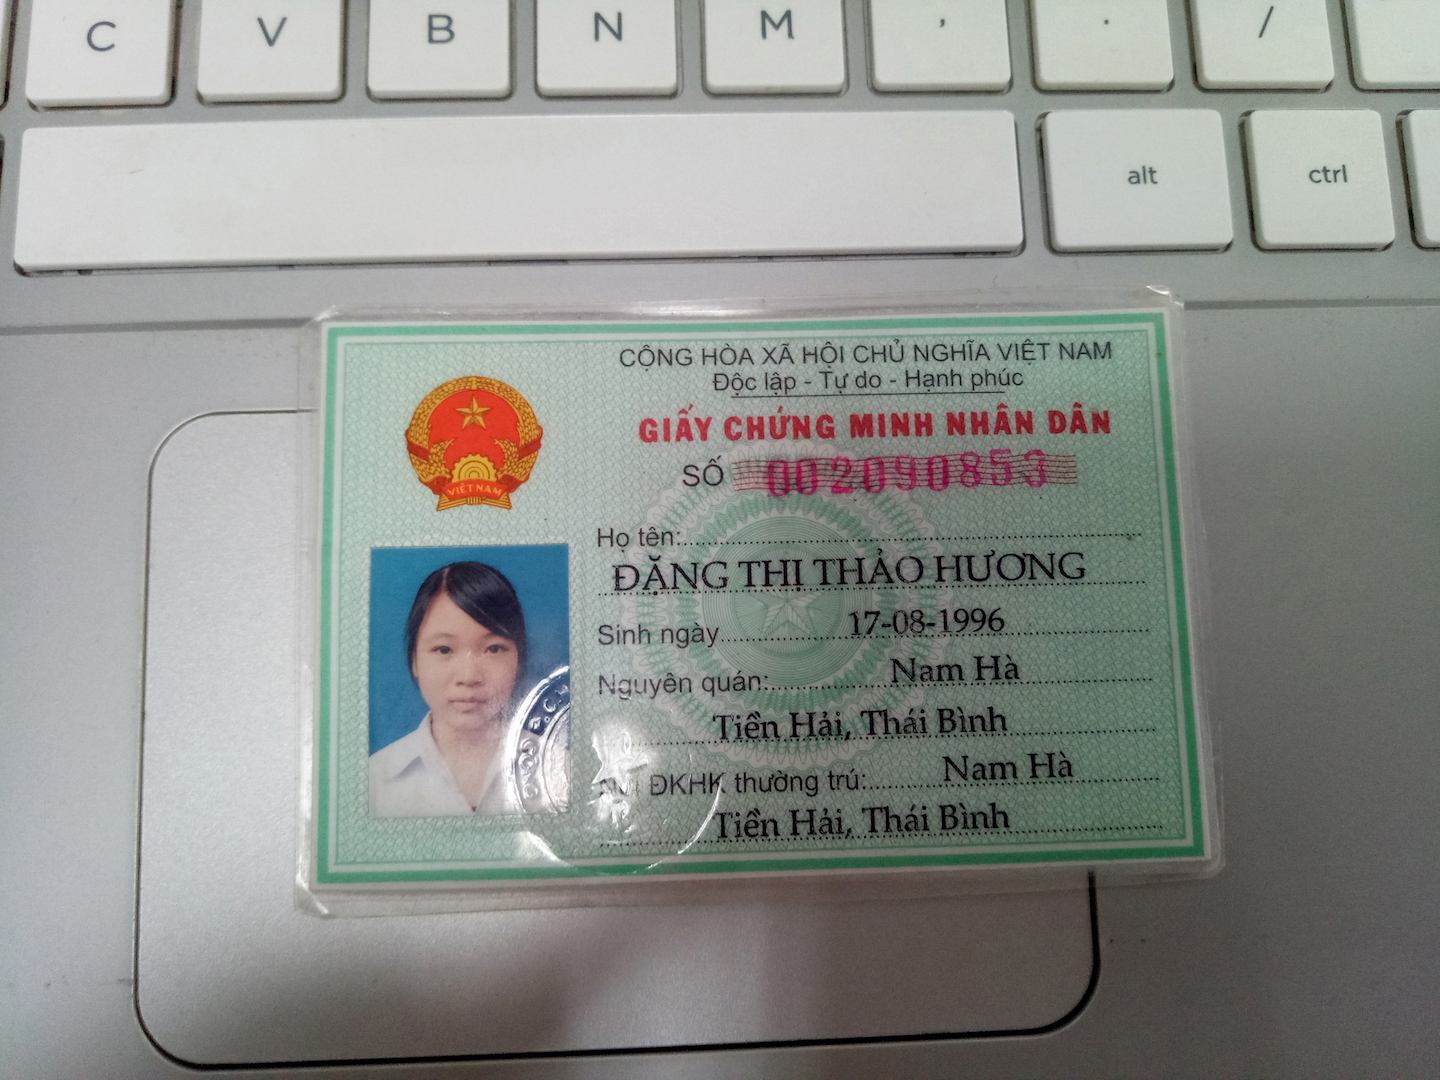 C V B N M , . /
alt ctrl
CỘNG HÒA XÃ HỘI CHỦ NGHĨA VIỆT NAM
Độc lập - Tự do - Hạnh phúc
GIẤY CHỨNG MINH NHÂN DÂN
SỐ 002090853
VIỆT NAM
Họ tên:
ĐẶNG THỊ THẢO HƯƠNG
Sinh ngày 17-08-1996
Nguyên quán: Nam Hà
Tiền Hải, Thái Bình
Nơi ĐKHK thường trú: Nam Hà
Tiền Hải, Thái Bình